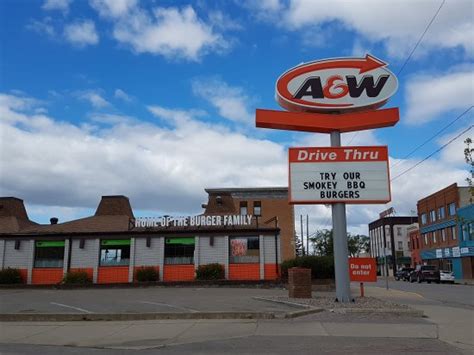 A&W
Drive Thru
TRY OUR
SMOKEY BBQ
BURGERS
HOME OF THE BURGER FAMILY
Do not
enter